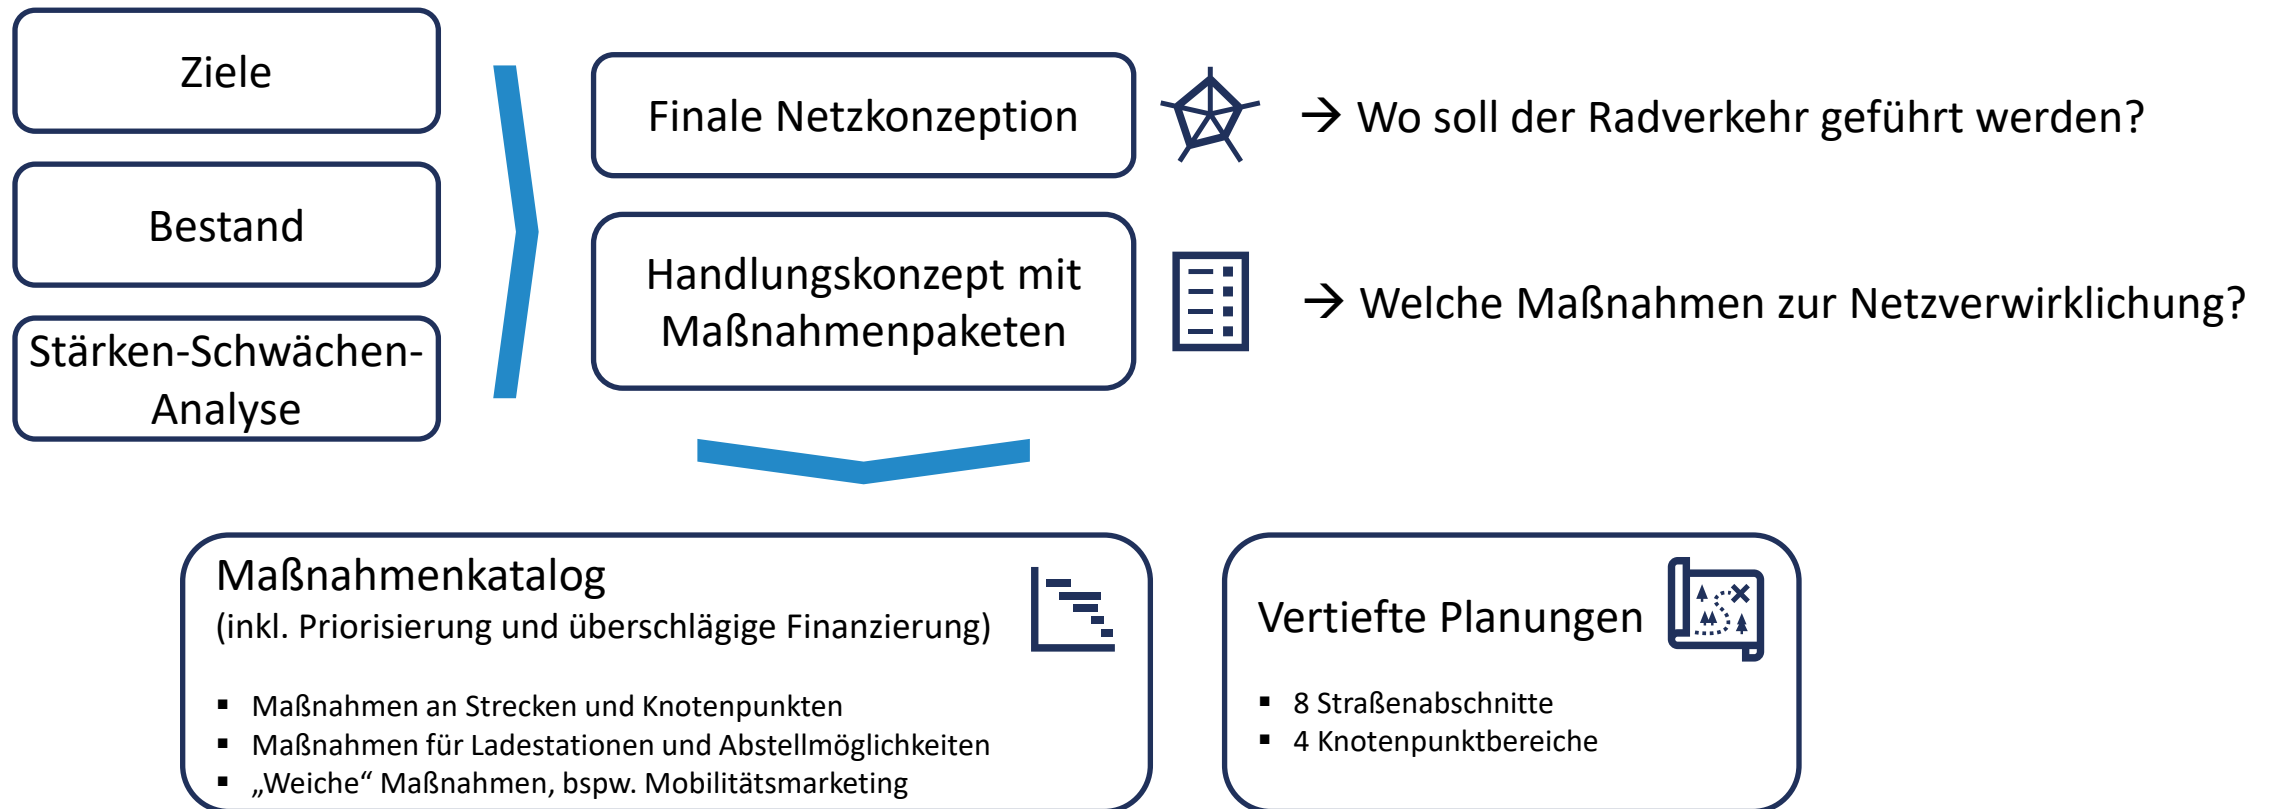 Ziele
Bestand
Stärken-Schwächen-
Analyse
Finale Netzkonzeption
→ Wo soll der Radverkehr geführt werden?
Handlungskonzept mit
Maßnahmenpaketen
→ Welche Maßnahmen zur Netzverwirklichung?
Maßnahmenkatalog
(inkl. Priorisierung und überschlägige Finanzierung)
▪ Maßnahmen an Strecken und Knotenpunkten
▪ Maßnahmen für Ladestationen und Abstellmöglichkeiten
▪ „Weiche“ Maßnahmen, bspw. Mobilitätsmarketing
Vertiefte Planungen
▪ 8 Straßenabschnitte
▪ 4 Knotenpunktbereiche